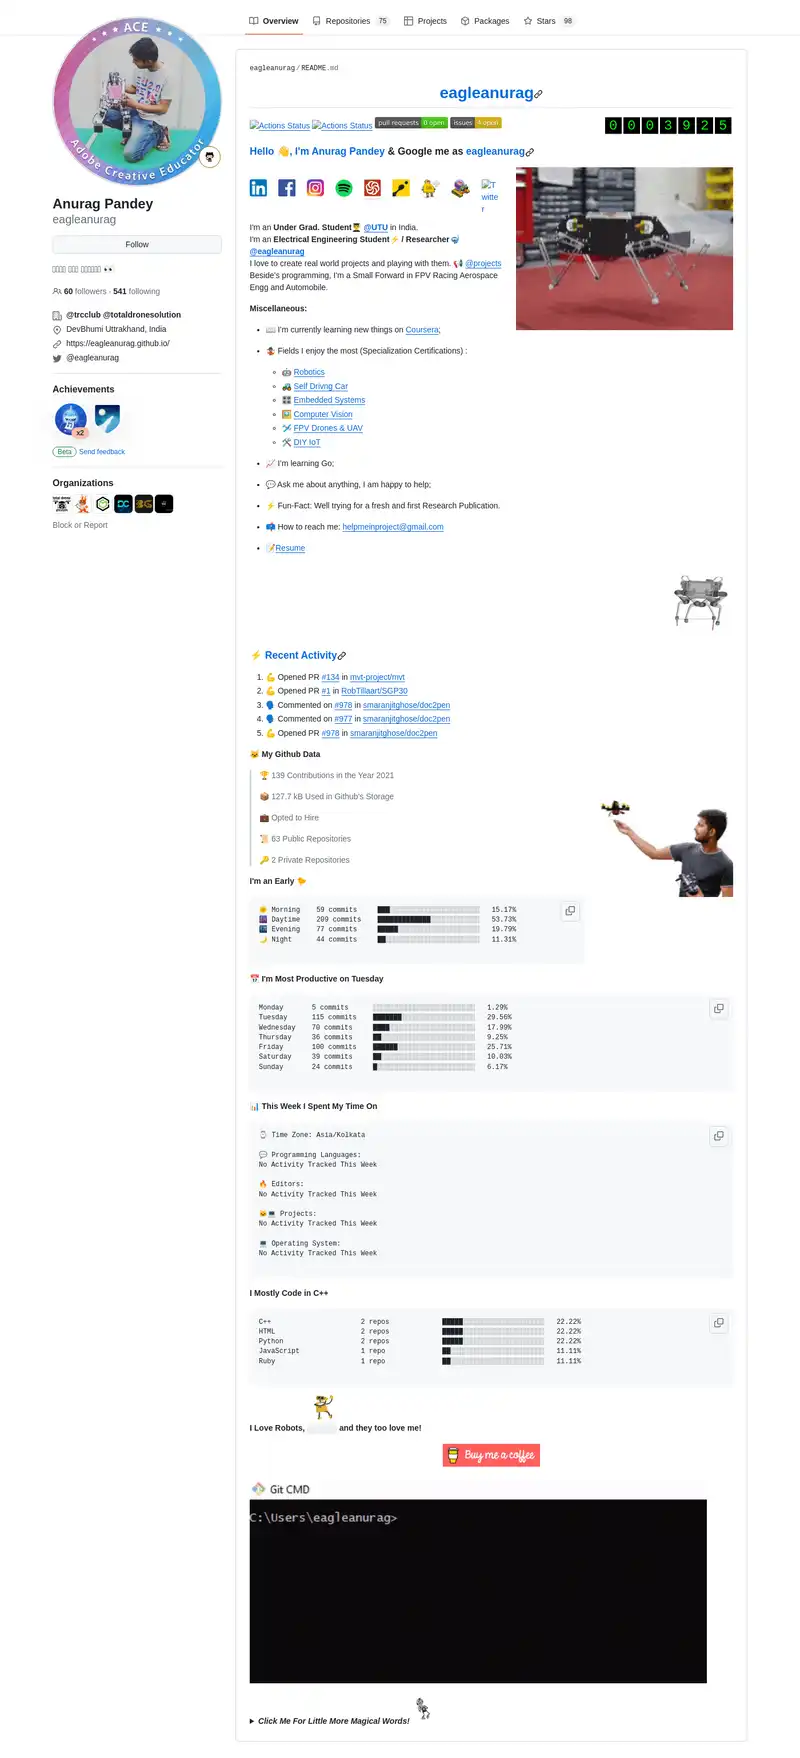 Overview
Repositories 75
Projects
Packages
Stars 98
★ ★ ★ ACE ★ ★ ★
Adobe Creative Educator
Anurag Pandey
eagleanurag
Follow
60 followers · 541 following
@trcclub @totaldronesolution
DevBhumi Uttrakhand, India
https://eagleanurag.github.io/
@eagleanurag
Achievements
x2
Beta Send feedback
Organizations
Block or Report
eagleanurag/README.md
eagleanurag
Actions Status Actions Status pull requests 0 open issues 4 open
0003925
Hello 👋, I'm Anurag Pandey & Google me as eagleanurag
Twitter
I'm an Under Grad. Student👨‍🎓 @UTU in India.
I'm an Electrical Engineering Student⚡ / Researcher🤿
@eagleanurag
I love to create real world projects and playing with them. 📢 @projects
Beside's programming, I'm a Small Forward in FPV Racing Aerospace
Engg and Automobile.
Miscellaneous:
• 📖 I'm currently learning new things on Coursera;
• Fields I enjoy the most (Specialization Certifications) :
◦ 🤖 Robotics
◦ 🚜 Self Drivng Car
◦ 🎛️ Embedded Systems
◦ 🖼️ Computer Vision
◦ 🛩️ FPV Drones & UAV
◦ 🛠️ DIY IoT
• 📈 I'm learning Go;
• 💬 Ask me about anything, I am happy to help;
• ⚡ Fun-Fact: Well trying for a fresh and first Research Publication.
• 📫 How to reach me: helpmeinproject@gmail.com
• 📝Resume
⚡ Recent Activity
1. 💪 Opened PR #134 in mvt-project/mvt
2. 💪 Opened PR #1 in RobTillaart/SGP30
3. 🗣 Commented on #978 in smaranjitghose/doc2pen
4. 🗣 Commented on #977 in smaranjitghose/doc2pen
5. 💪 Opened PR #978 in smaranjitghose/doc2pen
🐱 My Github Data
🏆 139 Contributions in the Year 2021
📦 127.7 kB Used in Github's Storage
💼 Opted to Hire
📜 63 Public Repositories
🔑 2 Private Repositories
I'm an Early 🐤
🌞 Morning 59 commits 15.17%
🌆 Daytime 209 commits 53.73%
🌃 Evening 77 commits 19.79%
🌙 Night 44 commits 11.31%
📅 I'm Most Productive on Tuesday
Monday 5 commits 1.29%
Tuesday 115 commits 29.56%
Wednesday 70 commits 17.99%
Thursday 36 commits 9.25%
Friday 100 commits 25.71%
Saturday 39 commits 10.03%
Sunday 24 commits 6.17%
📊 This Week I Spent My Time On
⌚ Time Zone: Asia/Kolkata
💬 Programming Languages:
No Activity Tracked This Week
🔥 Editors:
No Activity Tracked This Week
🐱‍💻 Projects:
No Activity Tracked This Week
💻 Operating System:
No Activity Tracked This Week
I Mostly Code in C++
C++ 2 repos 22.22%
HTML 2 repos 22.22%
Python 2 repos 22.22%
JavaScript 1 repo 11.11%
Ruby 1 repo 11.11%
I Love Robots, and they too love me!
Buy me a coffee
Git CMD
C:\Users\eagleanurag>
▶ Click Me For Little More Magical Words!